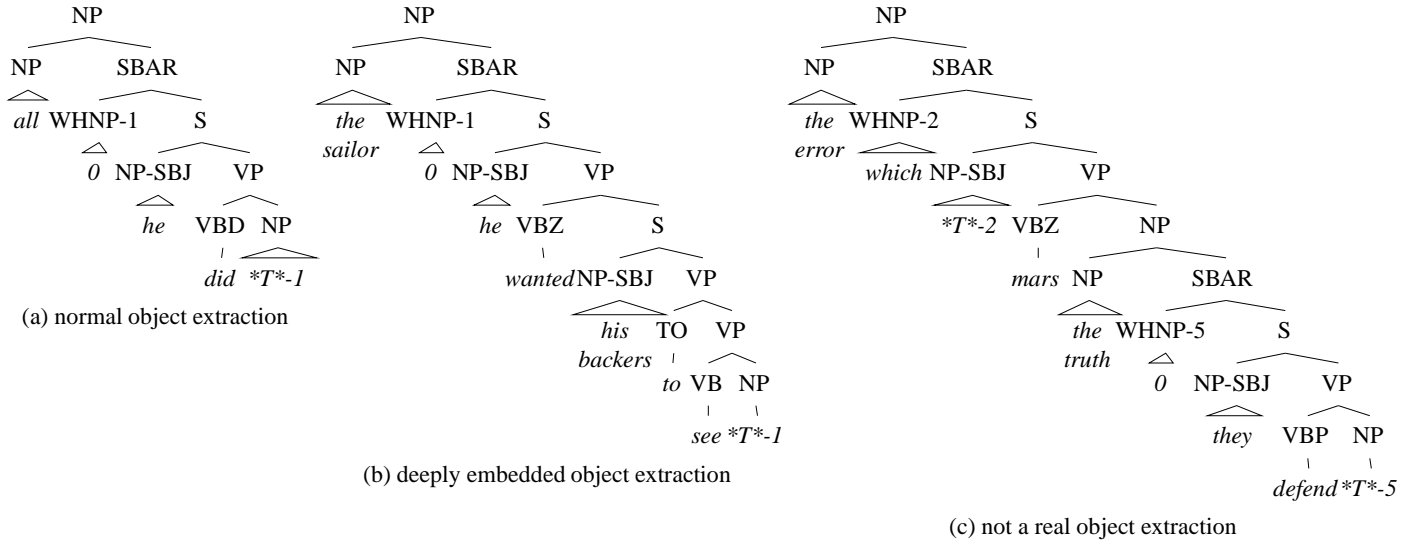 NP NP NP
NP SBAR NP SBAR NP SBAR
all WHNP-1 S the WHNP-1 S the WHNP-2 S
sailor error
0 NP-SBJ VP 0 NP-SBJ VP which NP-SBJ VP
he VBD NP he VBZ S *T*-2 VBZ NP
did *T*-1 wanted NP-SBJ VP mars NP SBAR
(a) normal object extraction
his TO VP the WHNP-5 S
backers truth
to VB NP 0 NP-SBJ VP
see *T*-1 they VBP NP
(b) deeply embedded object extraction
defend *T*-5
(c) not a real object extraction